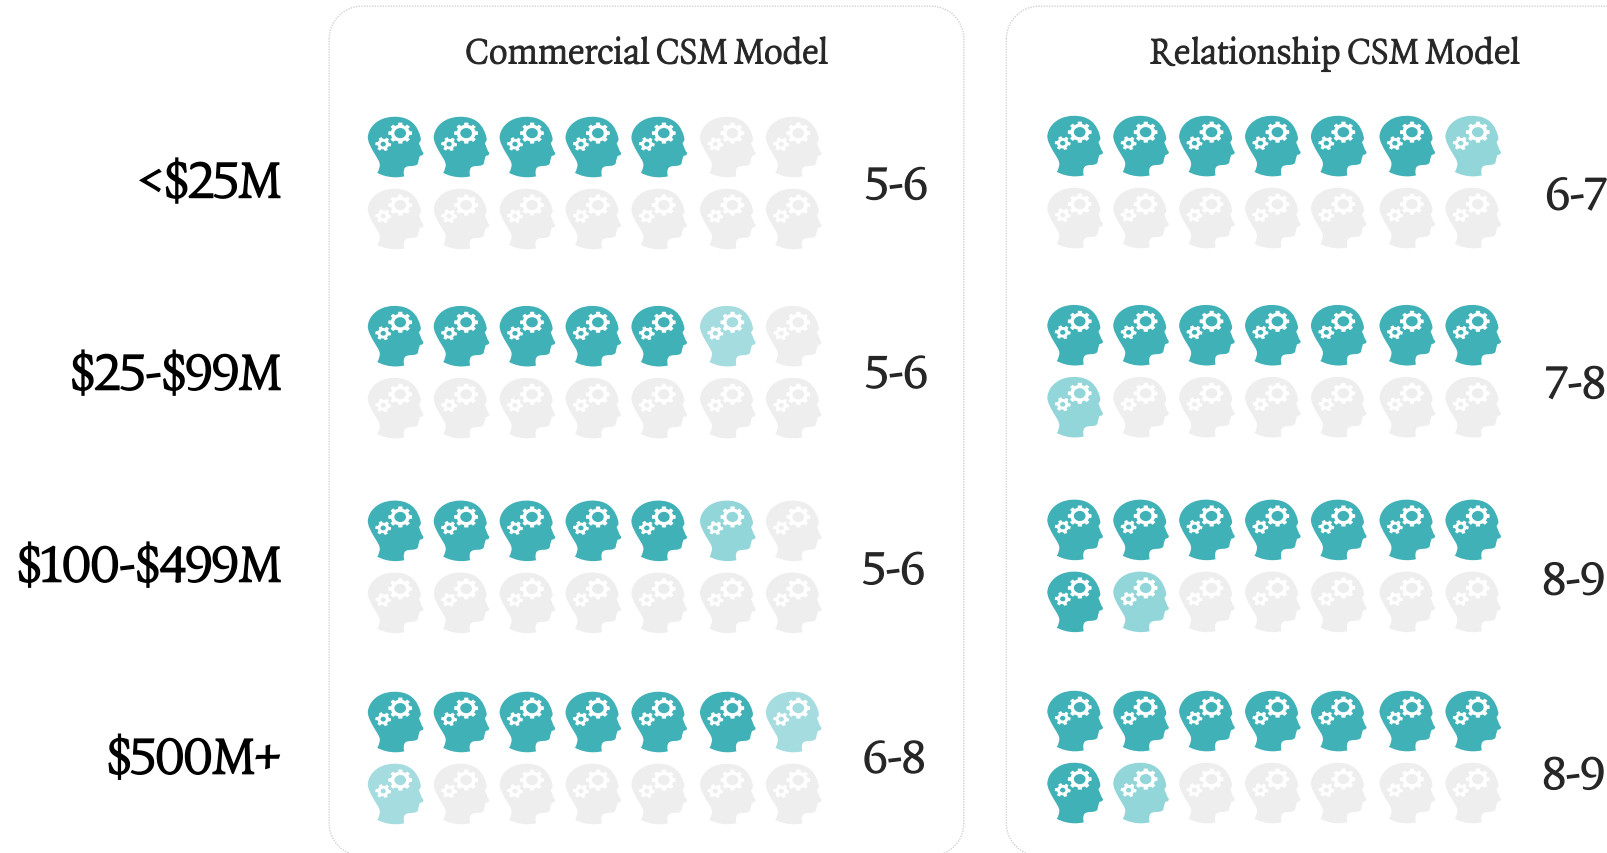 Commercial CSM Model
Relationship CSM Model
<$25M
5-6
6-7
$25-$99M
5-6
7-8
$100-$499M
5-6
8-9
$500M+
6-8
8-9